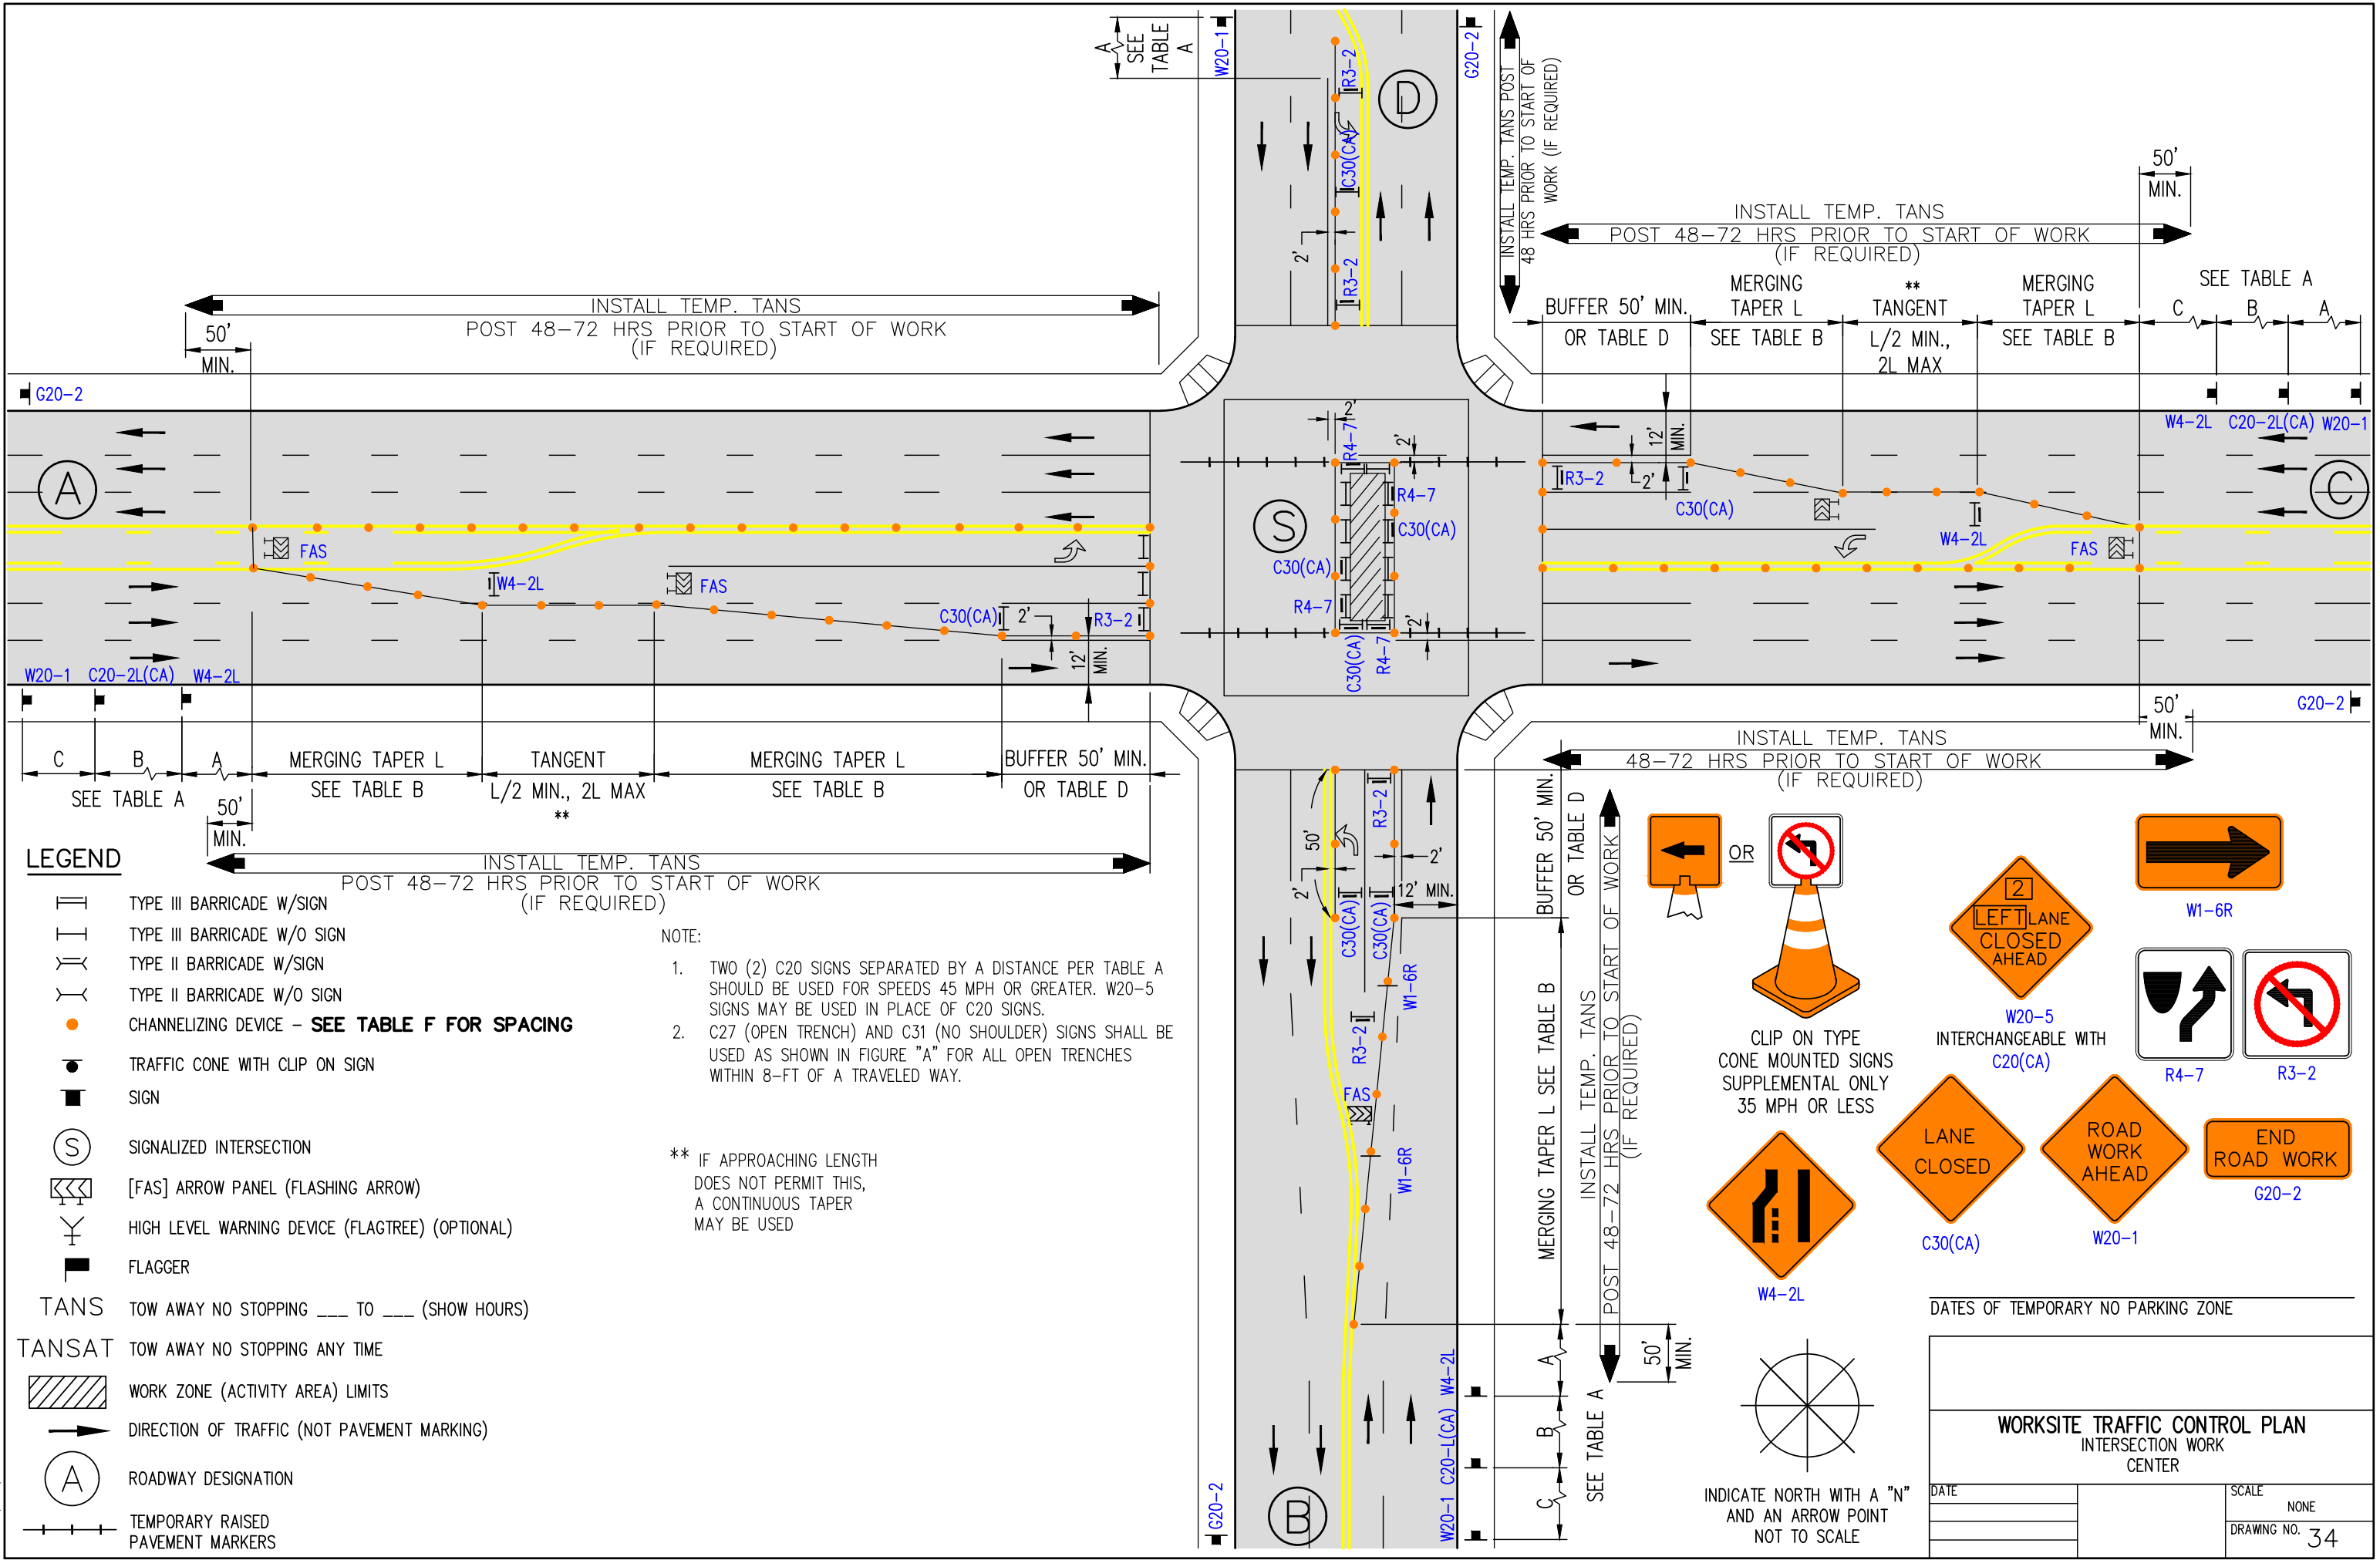 A
SEE
TABLE
A
W20-1
R3-2
D
C30(CA)
2'
R3-2
G20-2
INSTALL TEMP. TANS POST
48 HRS PRIOR TO START OF
WORK (IF REQUIRED)
50'
MIN.
INSTALL TEMP. TANS
POST 48-72 HRS PRIOR TO START OF WORK
(IF REQUIRED)
BUFFER 50' MIN.
OR TABLE D
MERGING
TAPER L
SEE TABLE B
**
TANGENT
L/2 MIN.,
2L MAX
MERGING
TAPER L
SEE TABLE B
SEE TABLE A
C
B
A
INSTALL TEMP. TANS
POST 48-72 HRS PRIOR TO START OF WORK
(IF REQUIRED)
50'
MIN.
G20-2
A
FAS
W4-2L
FAS
C30(CA)
2'
R3-2
12'
MIN.
W20-1
C20-2L(CA)
W4-2L
S
2'
R4-7
2'
R4-7
C30(CA)
C30(CA)
R4-7
C30(CA)
R4-7
2'
W4-2L
C20-2L(CA)
W20-1
12'
MIN.
R3-2
2'
C30(CA)
W4-2L
FAS
C
G20-2
C
B
A
SEE TABLE A
MERGING TAPER L
SEE TABLE B
TANGENT
L/2 MIN., 2L MAX
**
MERGING TAPER L
SEE TABLE B
BUFFER 50' MIN.
OR TABLE D
50'
MIN.
INSTALL TEMP. TANS
POST 48-72 HRS PRIOR TO START OF WORK
(IF REQUIRED)
50'
MIN.
INSTALL TEMP. TANS
48-72 HRS PRIOR TO START OF WORK
(IF REQUIRED)
LEGEND
TYPE III BARRICADE W/SIGN
TYPE III BARRICADE W/O SIGN
TYPE II BARRICADE W/SIGN
TYPE II BARRICADE W/O SIGN
CHANNELIZING DEVICE - SEE TABLE F FOR SPACING
TRAFFIC CONE WITH CLIP ON SIGN
SIGN
S
SIGNALIZED INTERSECTION
[FAS] ARROW PANEL (FLASHING ARROW)
HIGH LEVEL WARNING DEVICE (FLAGTREE) (OPTIONAL)
FLAGGER
TANS
TOW AWAY NO STOPPING ___ TO ___ (SHOW HOURS)
TANSAT
TOW AWAY NO STOPPING ANY TIME
WORK ZONE (ACTIVITY AREA) LIMITS
DIRECTION OF TRAFFIC (NOT PAVEMENT MARKING)
A
ROADWAY DESIGNATION
TEMPORARY RAISED
PAVEMENT MARKERS
NOTE:
1. TWO (2) C20 SIGNS SEPARATED BY A DISTANCE PER TABLE A
SHOULD BE USED FOR SPEEDS 45 MPH OR GREATER. W20-5
SIGNS MAY BE USED IN PLACE OF C20 SIGNS.
2. C27 (OPEN TRENCH) AND C31 (NO SHOULDER) SIGNS SHALL BE
USED AS SHOWN IN FIGURE "A" FOR ALL OPEN TRENCHES
WITHIN 8-FT OF A TRAVELED WAY.
** IF APPROACHING LENGTH
DOES NOT PERMIT THIS,
A CONTINUOUS TAPER
MAY BE USED
50'
2'
R3-2
2'
12' MIN.
C30(CA)
C30(CA)
W1-6R
R3-2
FAS
W1-6R
BUFFER 50' MIN.
OR TABLE D
MERGING TAPER L SEE TABLE B
INSTALL TEMP. TANS
POST 48-72 HRS PRIOR TO START OF WORK
(IF REQUIRED)
50'
MIN.
A
B
C
SEE TABLE A
W4-2L
C20-L(CA)
W20-1
G20-2
B
OR
CLIP ON TYPE
CONE MOUNTED SIGNS
SUPPLEMENTAL ONLY
35 MPH OR LESS
2
LEFT LANE
CLOSED
AHEAD
W20-5
INTERCHANGEABLE WITH
C20(CA)
W1-6R
R4-7
R3-2
W4-2L
LANE
CLOSED
C30(CA)
ROAD
WORK
AHEAD
W20-1
END
ROAD WORK
G20-2
INDICATE NORTH WITH A "N"
AND AN ARROW POINT
NOT TO SCALE
DATES OF TEMPORARY NO PARKING ZONE
WORKSITE TRAFFIC CONTROL PLAN
INTERSECTION WORK
CENTER
DATE
SCALE
NONE
DRAWING NO. 34